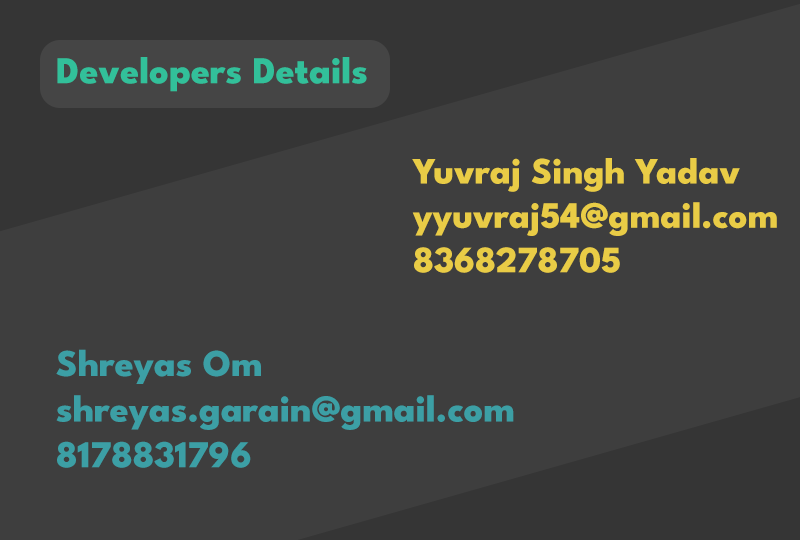 Developers Details
Yuvraj Singh Yadav
yyuvraj54@gmail.com
8368278705
Shreyas Om
shreyas.garain@gmail.com
8178831796